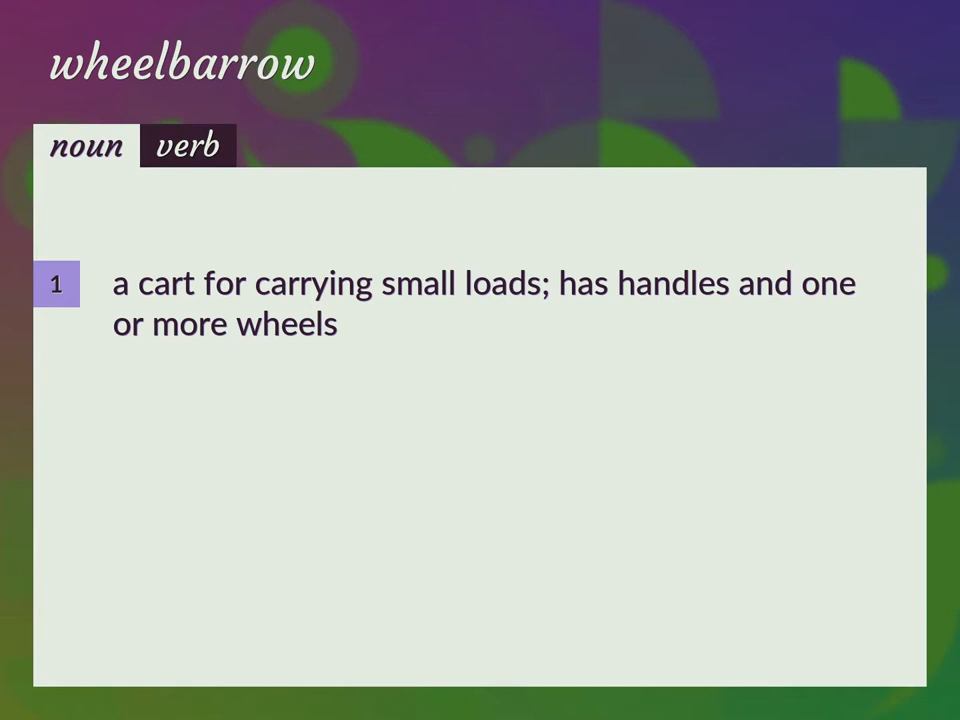 wheelbarrow
noun verb
1 a cart for carrying small loads; has handles and one
or more wheels